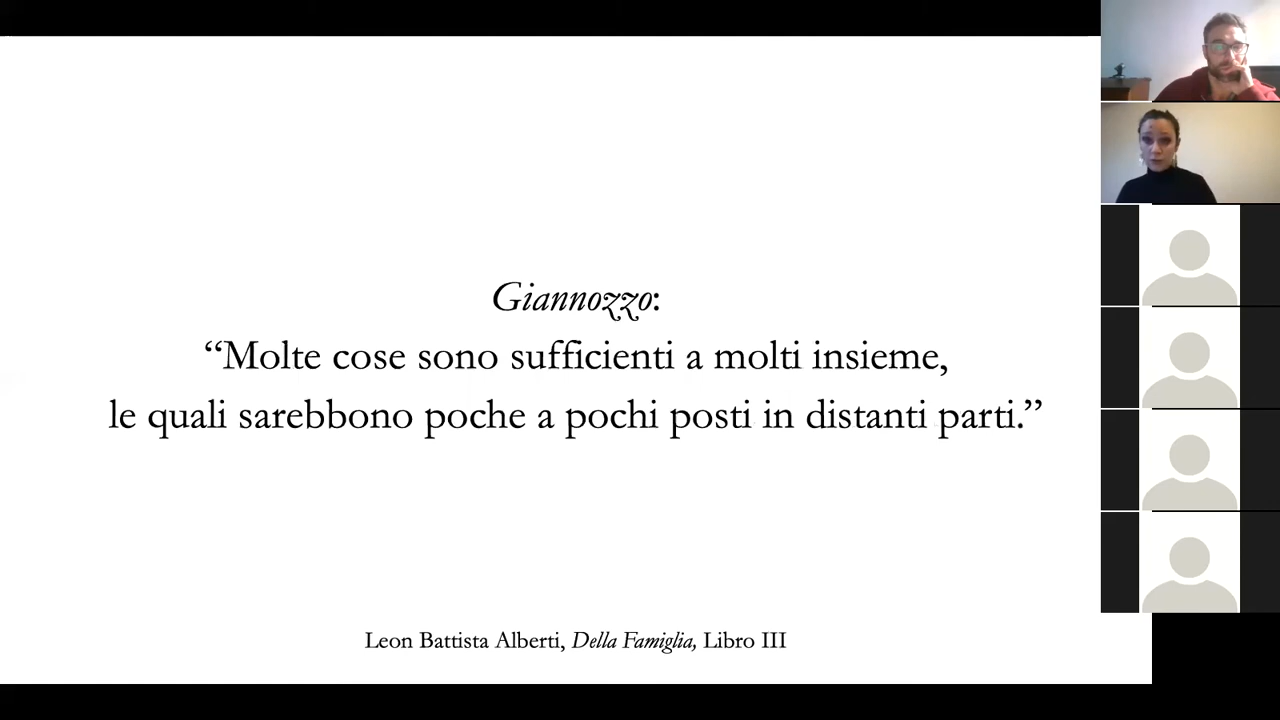 Giannozzo:
“Molte cose sono sufficienti a molti insieme,
le quali sarebbono poche a pochi posti in distanti parti.”
Leon Battista Alberti, Della Famiglia, Libro III